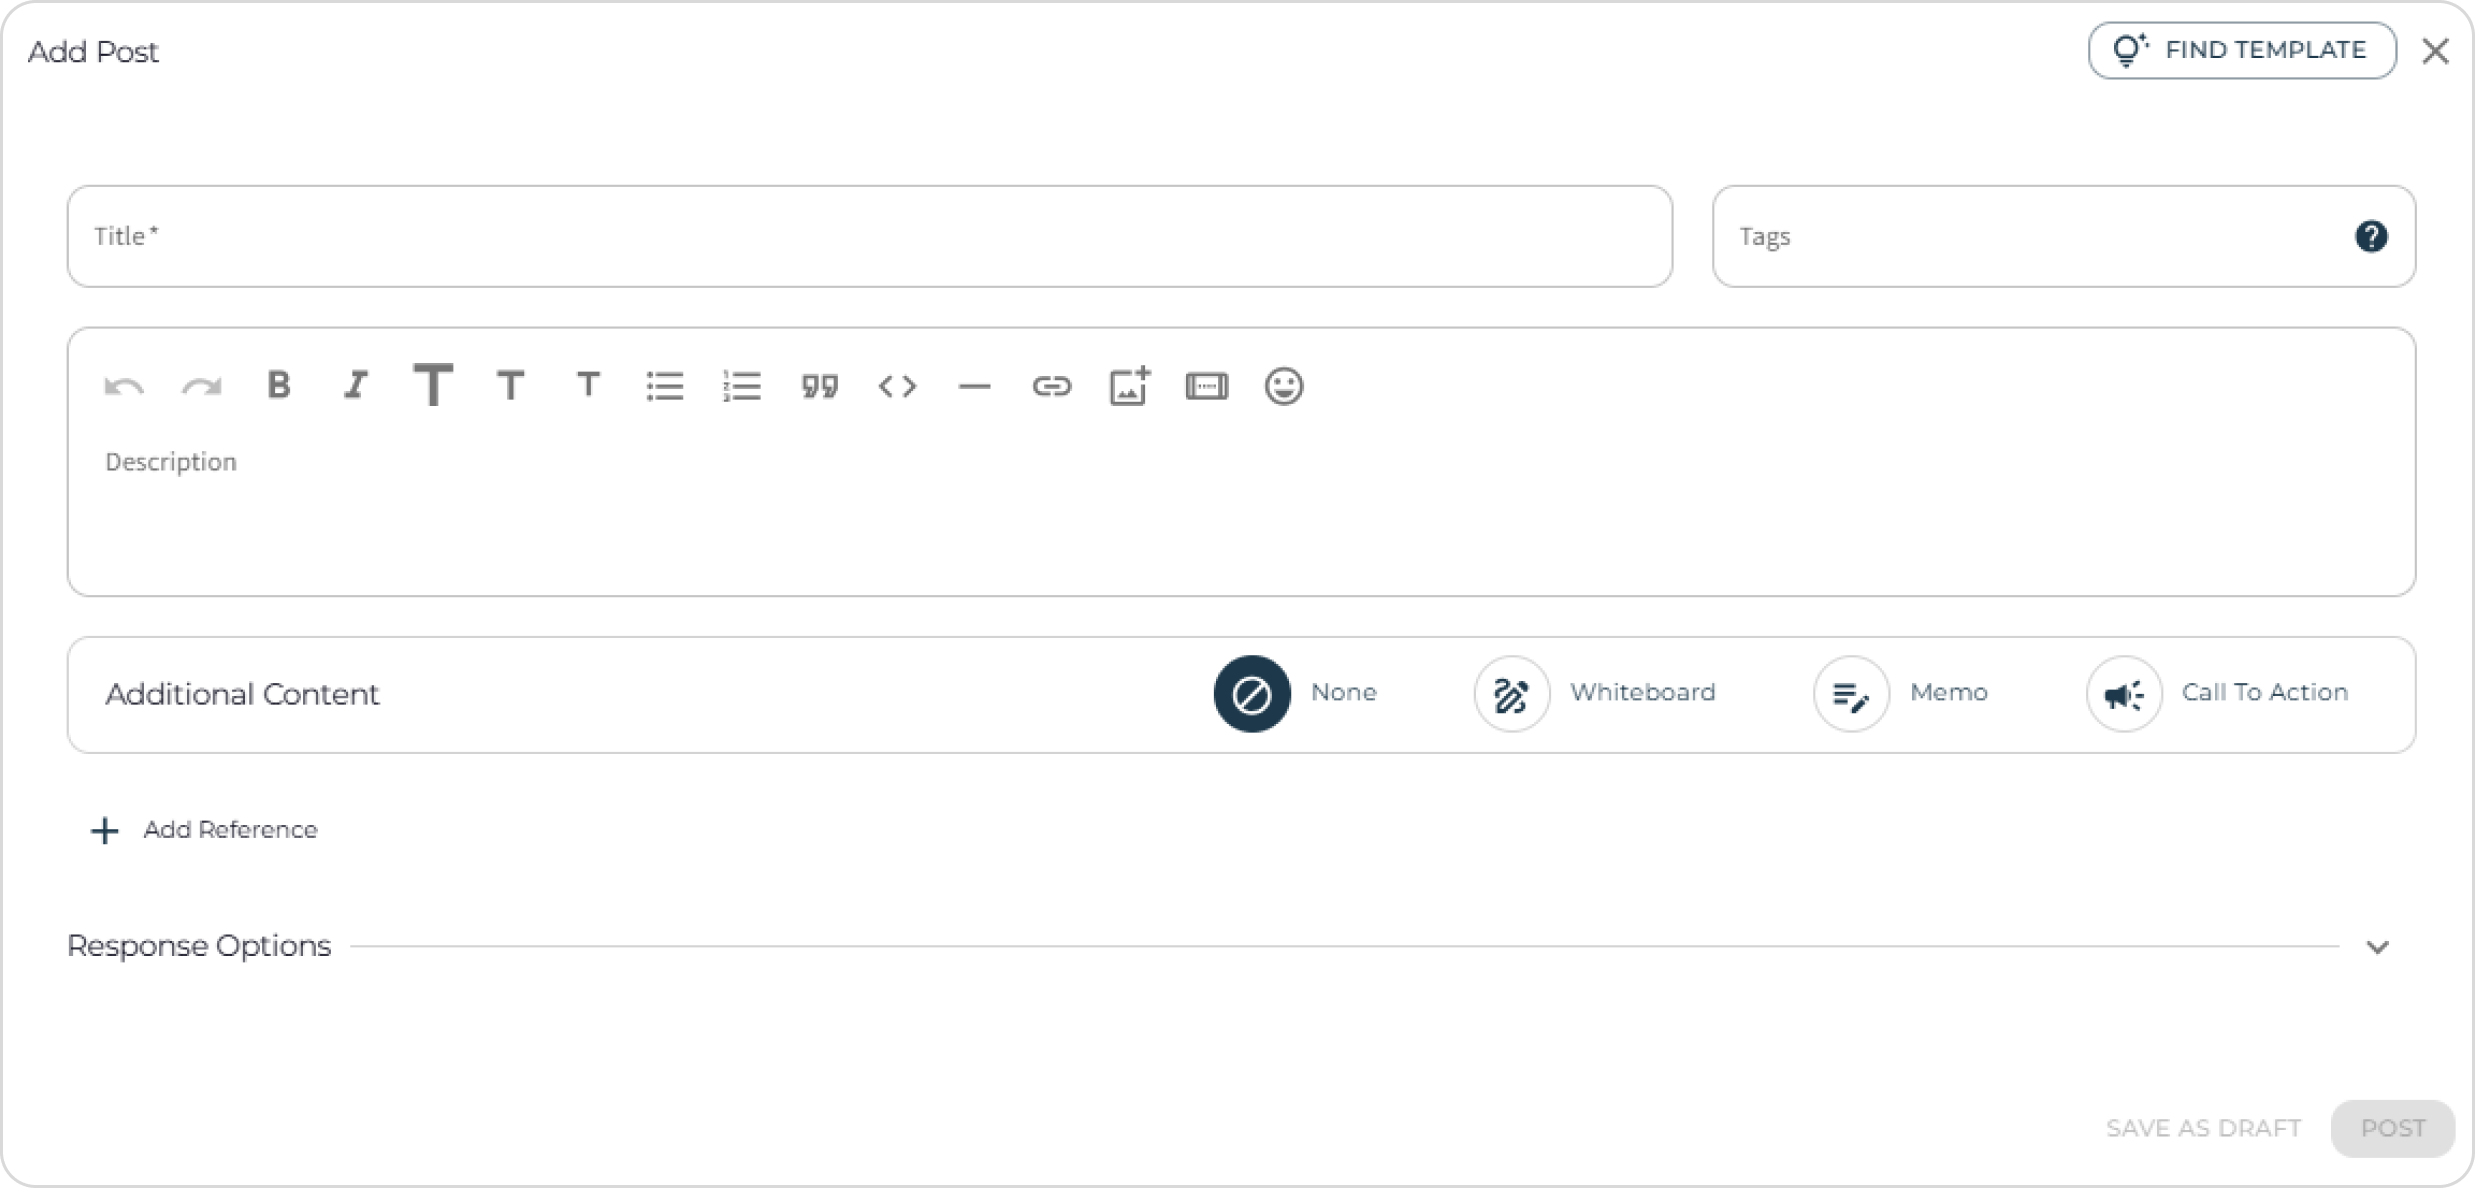 Add Post
FIND TEMPLATE
Title*
Tags
Description
Additional Content
None
Whiteboard
Memo
Call To Action
Add Reference
Response Options
SAVE AS DRAFT
POST